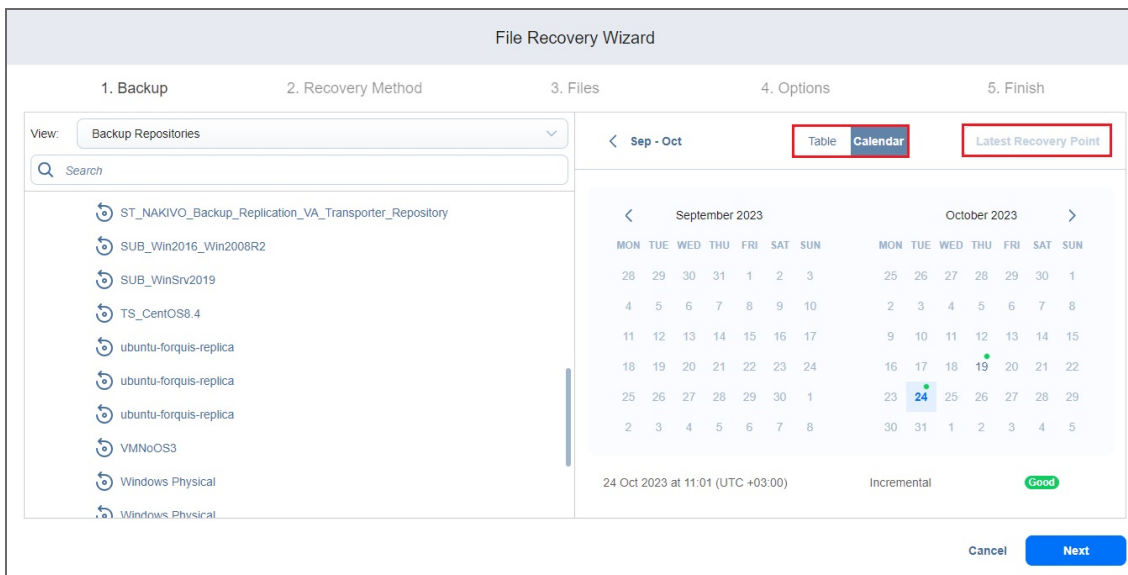 File Recovery Wizard
1. Backup 2. Recovery Method 3. Files 4. Options 5. Finish
View: Backup Repositories
Search
ST_NAKIVO_Backup_Replication_VA_Transporter_Repository
SUB_Win2016_Win2008R2
SUB_WinSrv2019
TS_CentOS8.4
ubuntu-forquis-replica
ubuntu-forquis-replica
ubuntu-forquis-replica
VMNoOS3
Windows Physical
Windows Physical
Sep - Oct Table Calendar Latest Recovery Point
September 2023
MON TUE WED THU FRI SAT SUN
28 29 30 31 1 2 3
4 5 6 7 8 9 10
11 12 13 14 15 16 17
18 19 20 21 22 23 24
25 26 27 28 29 30 1
2 3 4 5 6 7 8
October 2023
MON TUE WED THU FRI SAT SUN
25 26 27 28 29 30 1
2 3 4 5 6 7 8
9 10 11 12 13 14 15
16 17 18 19 20 21 22
23 24 25 26 27 28 29
30 31 1 2 3 4 5
24 Oct 2023 at 11:01 (UTC +03:00) Incremental Good
Cancel Next